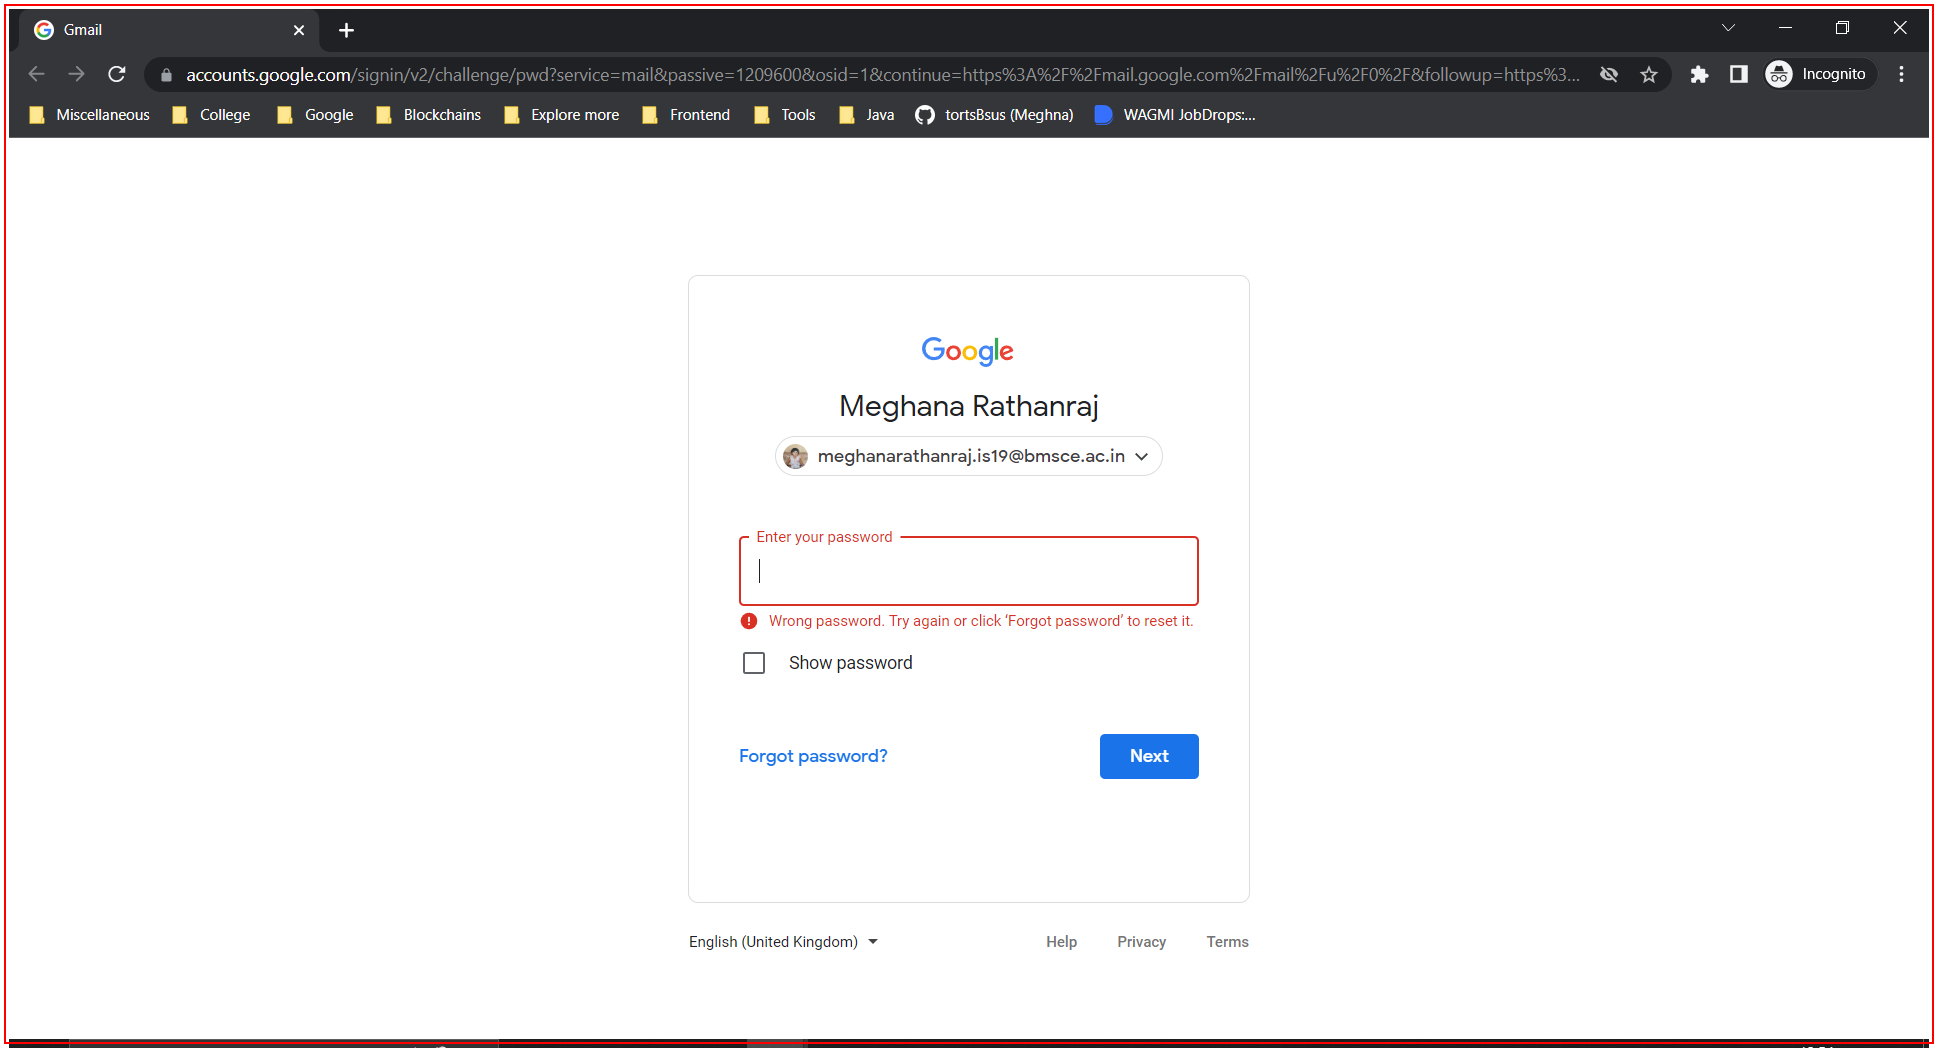 Gmail
accounts.google.com/signin/v2/challenge/pwd?service=mail&passive=1209600&osid=1&continue=https%3A%2F%2Fmail.google.com%2Fmail%2Fu%2F0%2F&followup=https%3...
Incognito
Miscellaneous College Google Blockchains Explore more Frontend Tools Java tortsBsus (Meghna) WAGMI JobDrops:...
Google
Meghana Rathanraj
meghanarathanraj.is19@bmsce.ac.in
Enter your password
Wrong password. Try again or click ‘Forgot password’ to reset it.
Show password
Forgot password? Next
English (United Kingdom) Help Privacy Terms